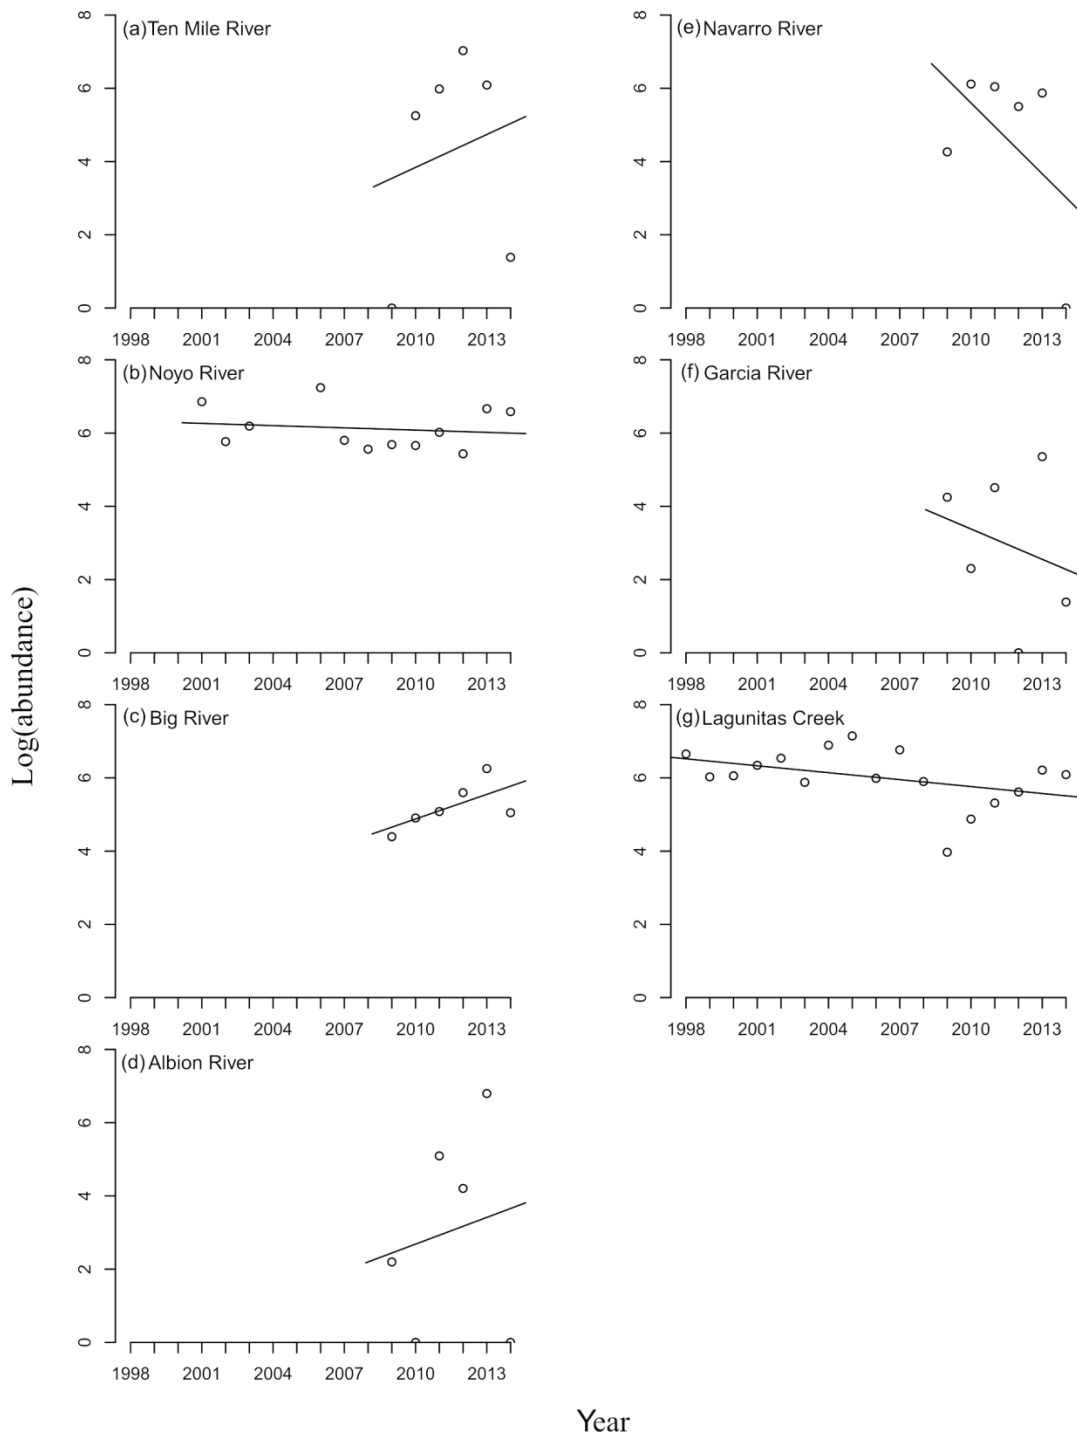 (a) Ten Mile River
8
6
4
2
0
1998 2001 2004 2007 2010 2013
(b) Noyo River
8
6
4
2
0
1998 2001 2004 2007 2010 2013
(c) Big River
8
6
4
2
0
1998 2001 2004 2007 2010 2013
(d) Albion River
8
6
4
2
0
1998 2001 2004 2007 2010 2013
(e) Navarro River
8
6
4
2
0
1998 2001 2004 2007 2010 2013
(f) Garcia River
8
6
4
2
0
1998 2001 2004 2007 2010 2013
(g) Lagunitas Creek
8
6
4
2
0
1998 2001 2004 2007 2010 2013
Log(abundance)
Year